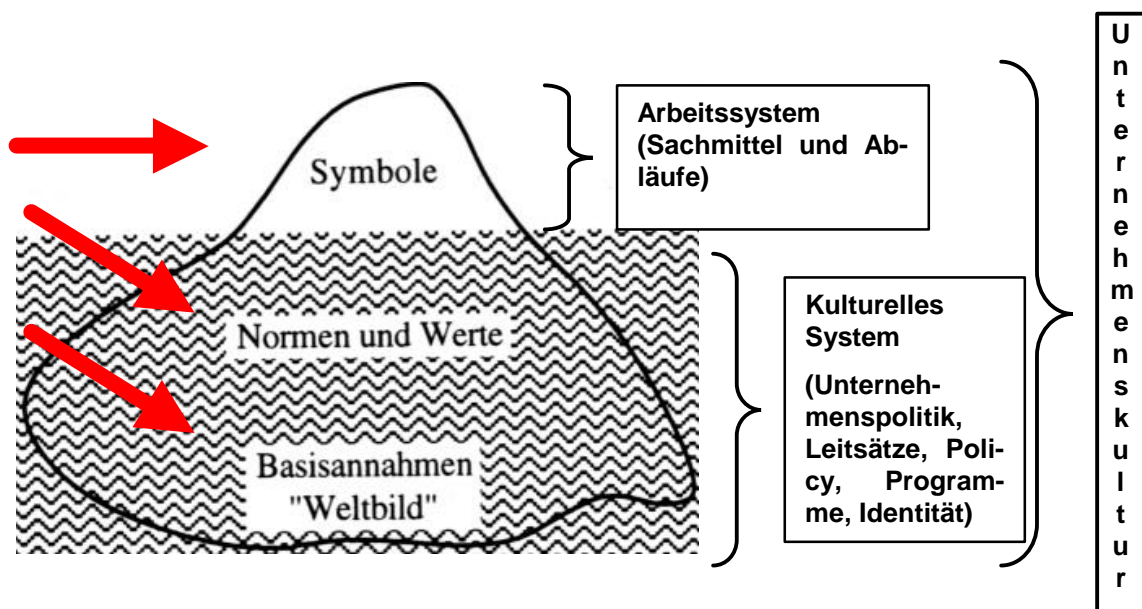 Symbole
Normen und Werte
Basisannahmen
"Weltbild"
Arbeitssystem
(Sachmittel und Ab-
läufe)
Kulturelles
System
(Unterneh-
menspolitik,
Leitsätze, Poli-
cy, Program-
me, Identität)
U
n
t
e
r
n
e
h
m
e
n
s
k
u
l
t
u
r